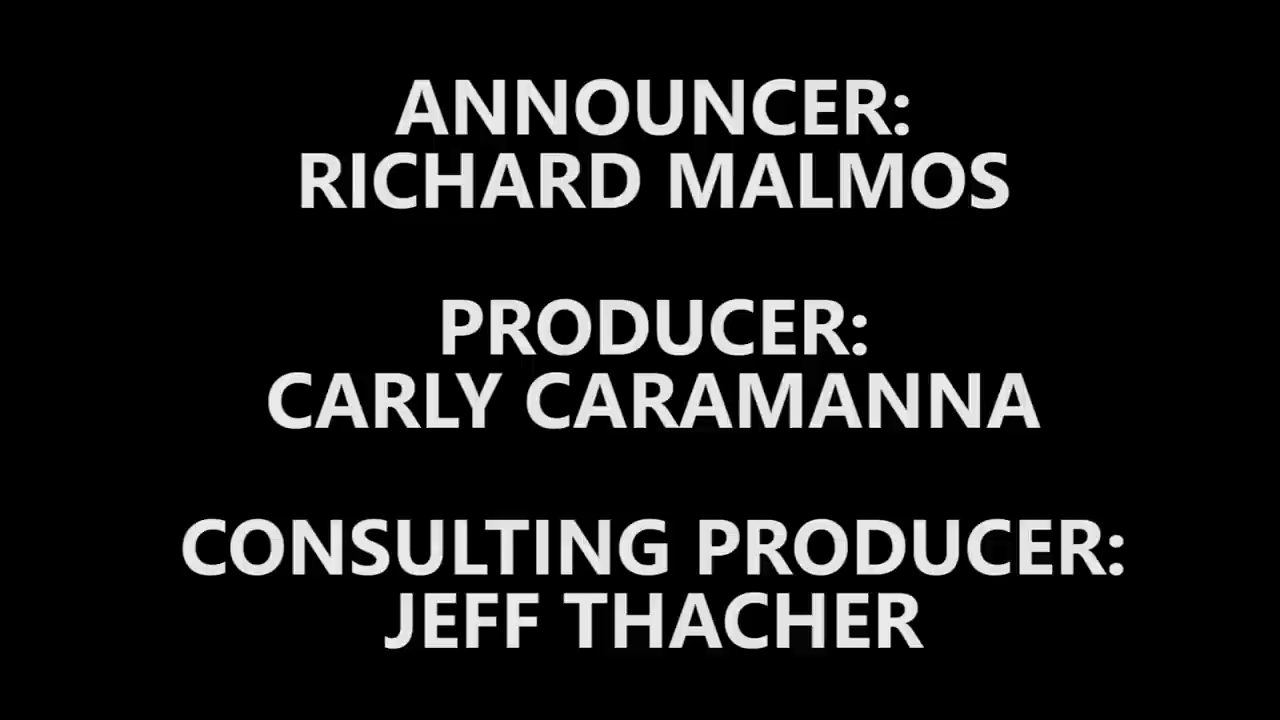 ANNOUNCER:
RICHARD MALMOS
PRODUCER:
CARLY CARAMANNA
CONSULTING PRODUCER:
JEFF THACHER